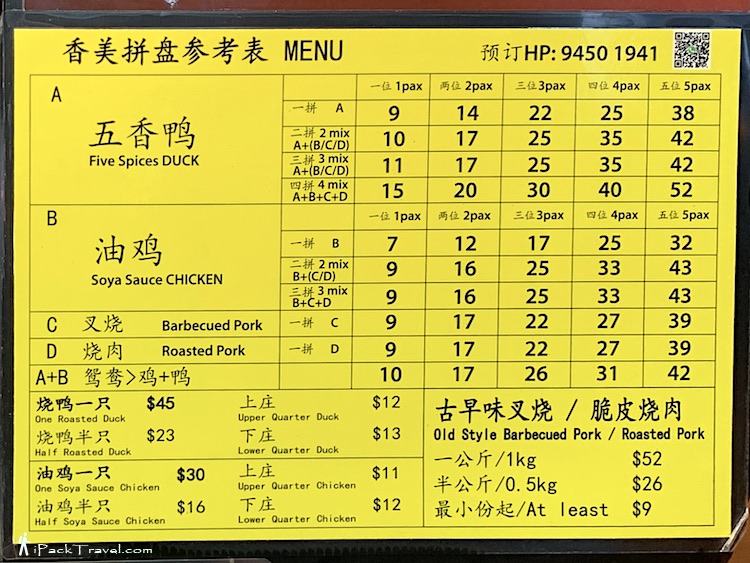 香美拼盘参考表 MENU 预订HP: 9450 1941
A 五香鸭 Five Spices DUCK
一位 1pax 两位 2pax 三位 3pax 四位 4pax 五位 5pax
一拼 A 9 14 22 25 38
二拼 2 mix A+(B/C/D) 10 17 25 35 42
三拼 3 mix A+(B/C/D) 11 17 25 35 42
四拼 4 mix A+B+C+D 15 20 30 40 52
B 油鸡 Soya Sauce CHICKEN
一位 1pax 两位 2pax 三位 3pax 四位 4pax 五位 5pax
一拼 B 7 12 17 25 32
二拼 2 mix B+(C/D) 9 16 25 33 43
三拼 3 mix B+C+D 9 16 25 33 43
C 叉烧 Barbecued Pork 一拼 C 9 17 22 27 39
D 烧肉 Roasted Pork 一拼 D 9 17 22 27 39
A+B 鸳鸯>鸡+鸭 10 17 26 31 42
烧鸭一只 $45 上庄 $12
One Roasted Duck Upper Quarter Duck
烧鸭半只 $23 下庄 $13
Half Roasted Duck Lower Quarter Duck
油鸡一只 $30 上庄 $11
One Soya Sauce Chicken Upper Quarter Chicken
油鸡半只 $16 下庄 $12
Half Soya Sauce Chicken Lower Quarter Chicken
古早味叉烧 / 脆皮烧肉
Old Style Barbecued Pork / Roasted Pork
一公斤/1kg $52
半公斤/0.5kg $26
最小份起/At least $9
iPackTravel.com